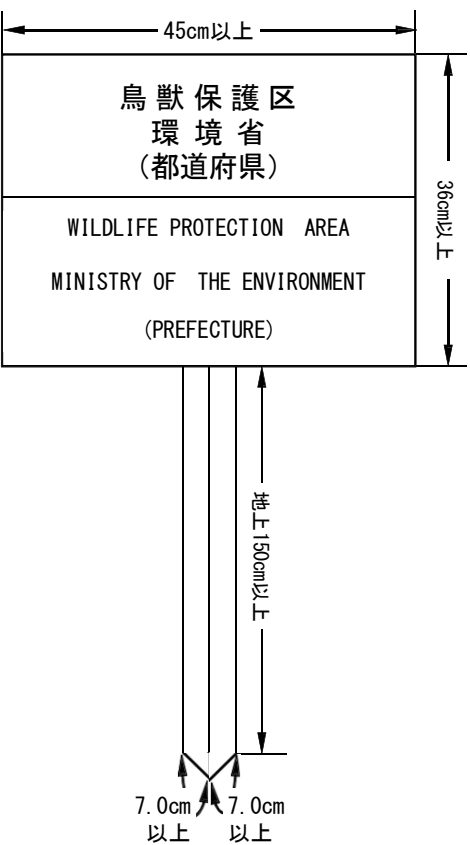 45cm以上
鳥獣保護区
環境省
(都道府県)
36cm以上
WILDLIFE PROTECTION AREA
MINISTRY OF THE ENVIRONMENT
(PREFECTURE)
地上150cm以上
7.0cm 7.0cm
以上 以上